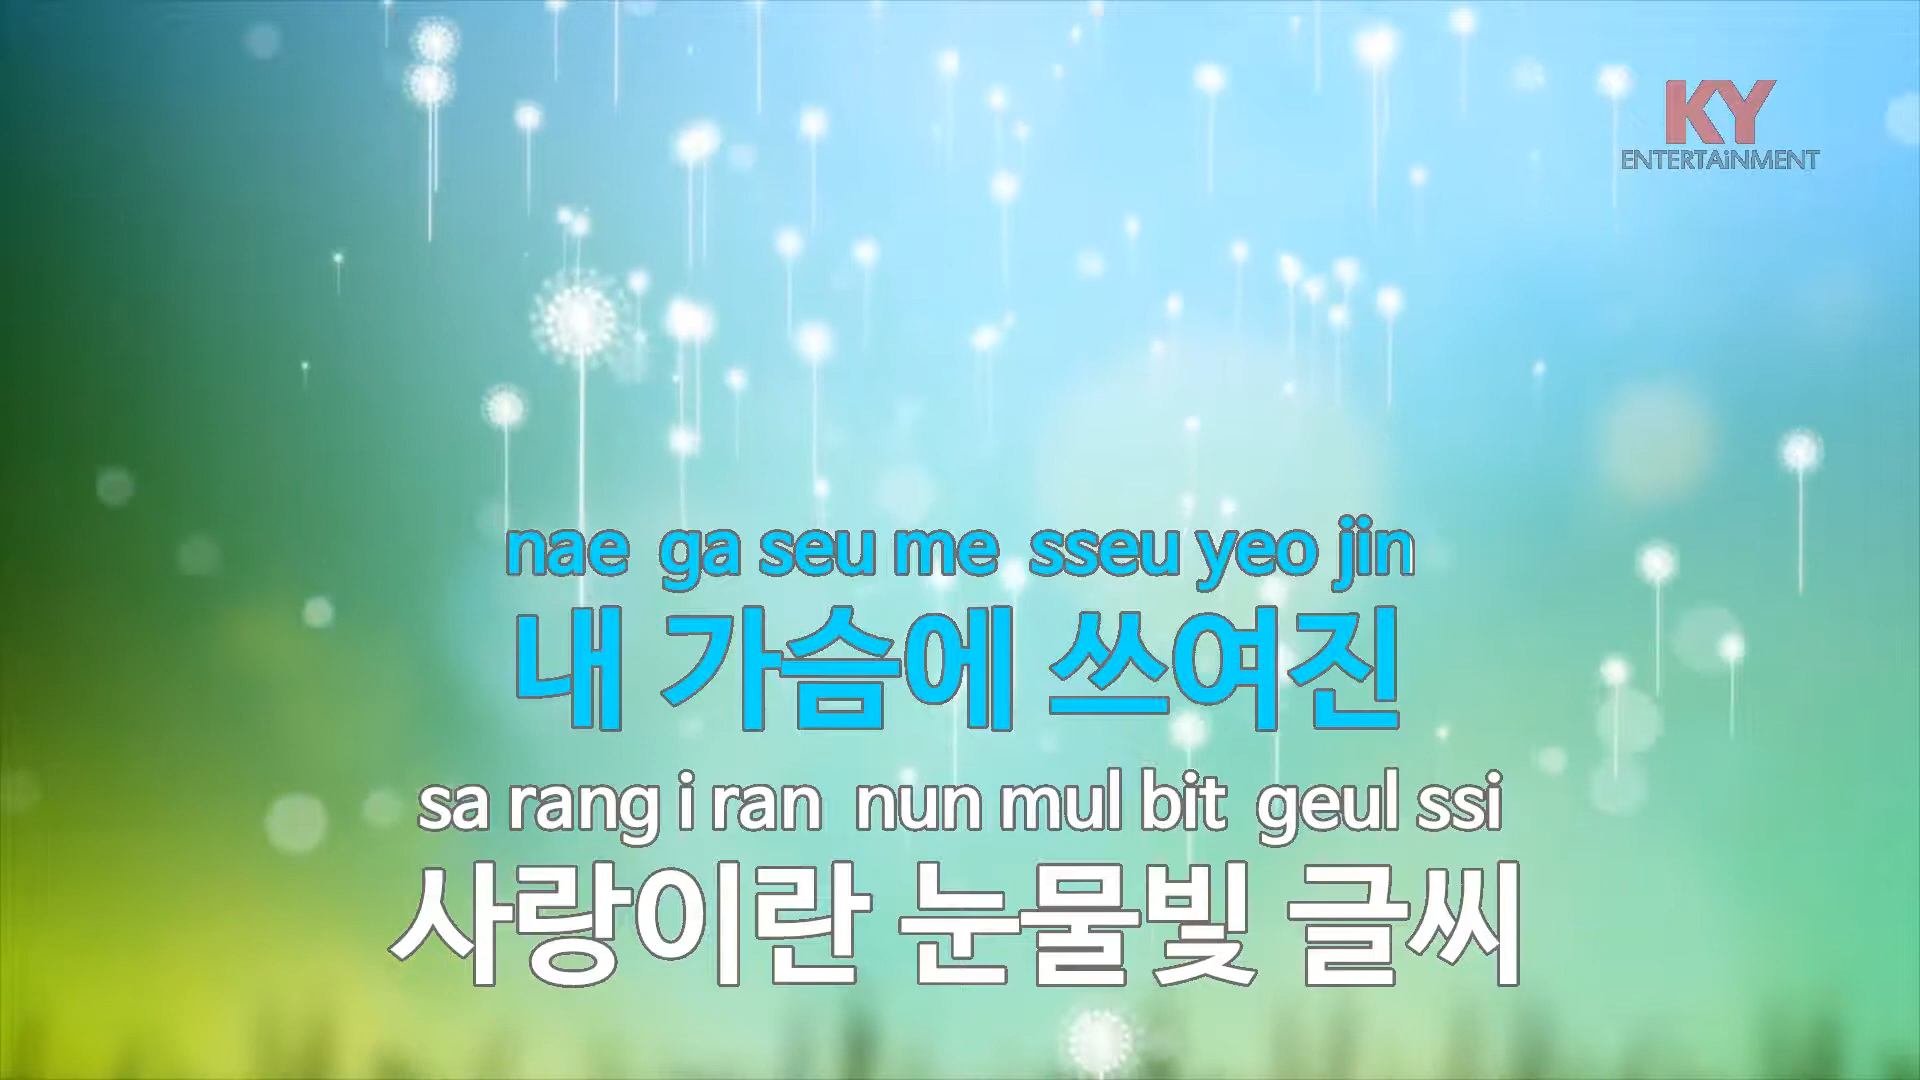 KY
ENTERTAiNMENT
nae ga seu me sseu yeo jin
내 가슴에 쓰여진
sa rang i ran nun mul bit geul ssi
사랑이란 눈물빛 글씨